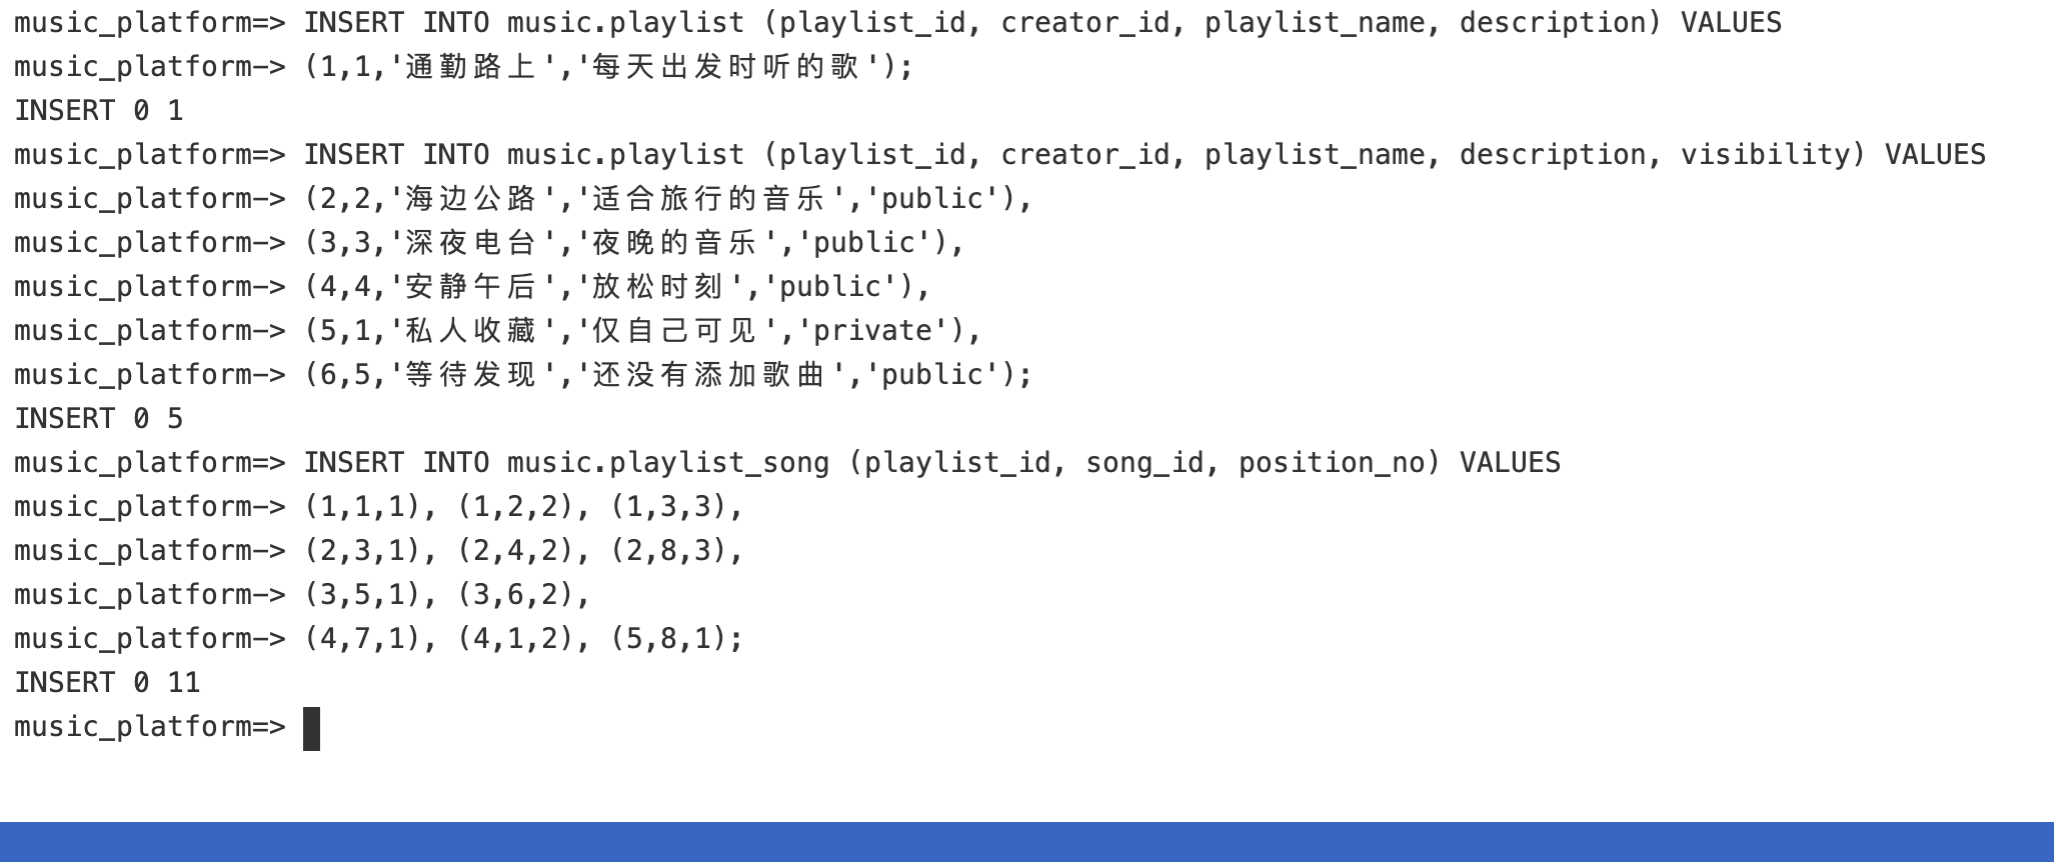 music_platform=> INSERT INTO music.playlist (playlist_id, creator_id, playlist_name, description) VALUES
music_platform-> (1,1,'通勤路上','每天出发时听的歌');
INSERT 0 1
music_platform=> INSERT INTO music.playlist (playlist_id, creator_id, playlist_name, description, visibility) VALUES
music_platform-> (2,2,'海边公路','适合旅行的音乐','public'),
music_platform-> (3,3,'深夜电台','夜晚的音乐','public'),
music_platform-> (4,4,'安静午后','放松时刻','public'),
music_platform-> (5,1,'私人收藏','仅自己可见','private'),
music_platform-> (6,5,'等待发现','还没有添加歌曲','public');
INSERT 0 5
music_platform=> INSERT INTO music.playlist_song (playlist_id, song_id, position_no) VALUES
music_platform-> (1,1,1), (1,2,2), (1,3,3),
music_platform-> (2,3,1), (2,4,2), (2,8,3),
music_platform-> (3,5,1), (3,6,2),
music_platform-> (4,7,1), (4,1,2), (5,8,1);
INSERT 0 11
music_platform=>